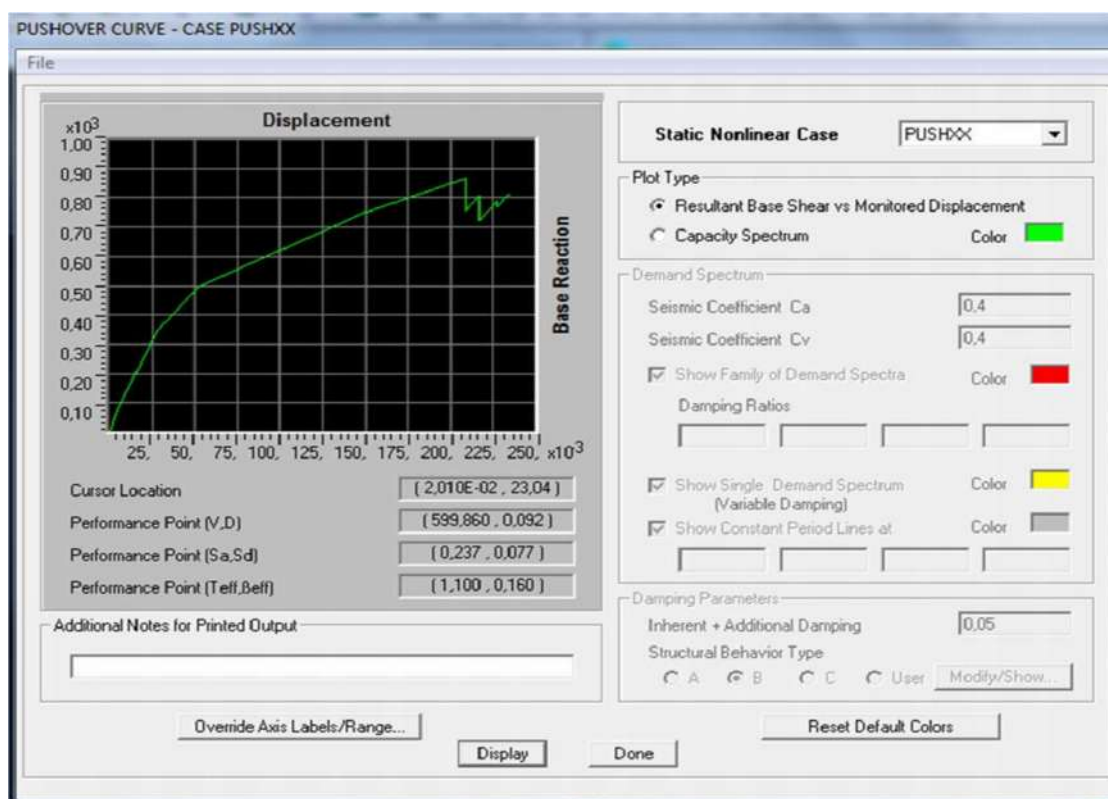 PUSHOVER CURVE - CASE PUSHXX
File
Displacement
x10³
1,00
0,90
0,80
0,70
0,60
0,50
0,40
0,30
0,20
0,10
25, 50, 75, 100, 125, 150, 175, 200, 225, 250, x10⁻³
Base Reaction
Cursor Location ( 2,010E-02 , 23,04 )
Performance Point (V,D) ( 599,860 , 0,092 )
Performance Point (Sa,Sd) ( 0,237 , 0,077 )
Performance Point (Teff,Beff) ( 1,100 , 0,160 )
Additional Notes for Printed Output
Override Axis Labels/Range...
Static Nonlinear Case PUSHXX
Plot Type
Resultant Base Shear vs Monitored Displacement
Capacity Spectrum Color
Demand Spectrum
Seismic Coefficient Ca 0,4
Seismic Coefficient Cv 0,4
Show Family of Demand Spectra Color
Damping Ratios
Show Single Demand Spectrum Color
(Variable Damping)
Show Constant Period Lines at Color
Damping Parameters
Inherent + Additional Damping 0,05
Structural Behavior Type
A B C User Modify/Show...
Reset Default Colors
Display Done